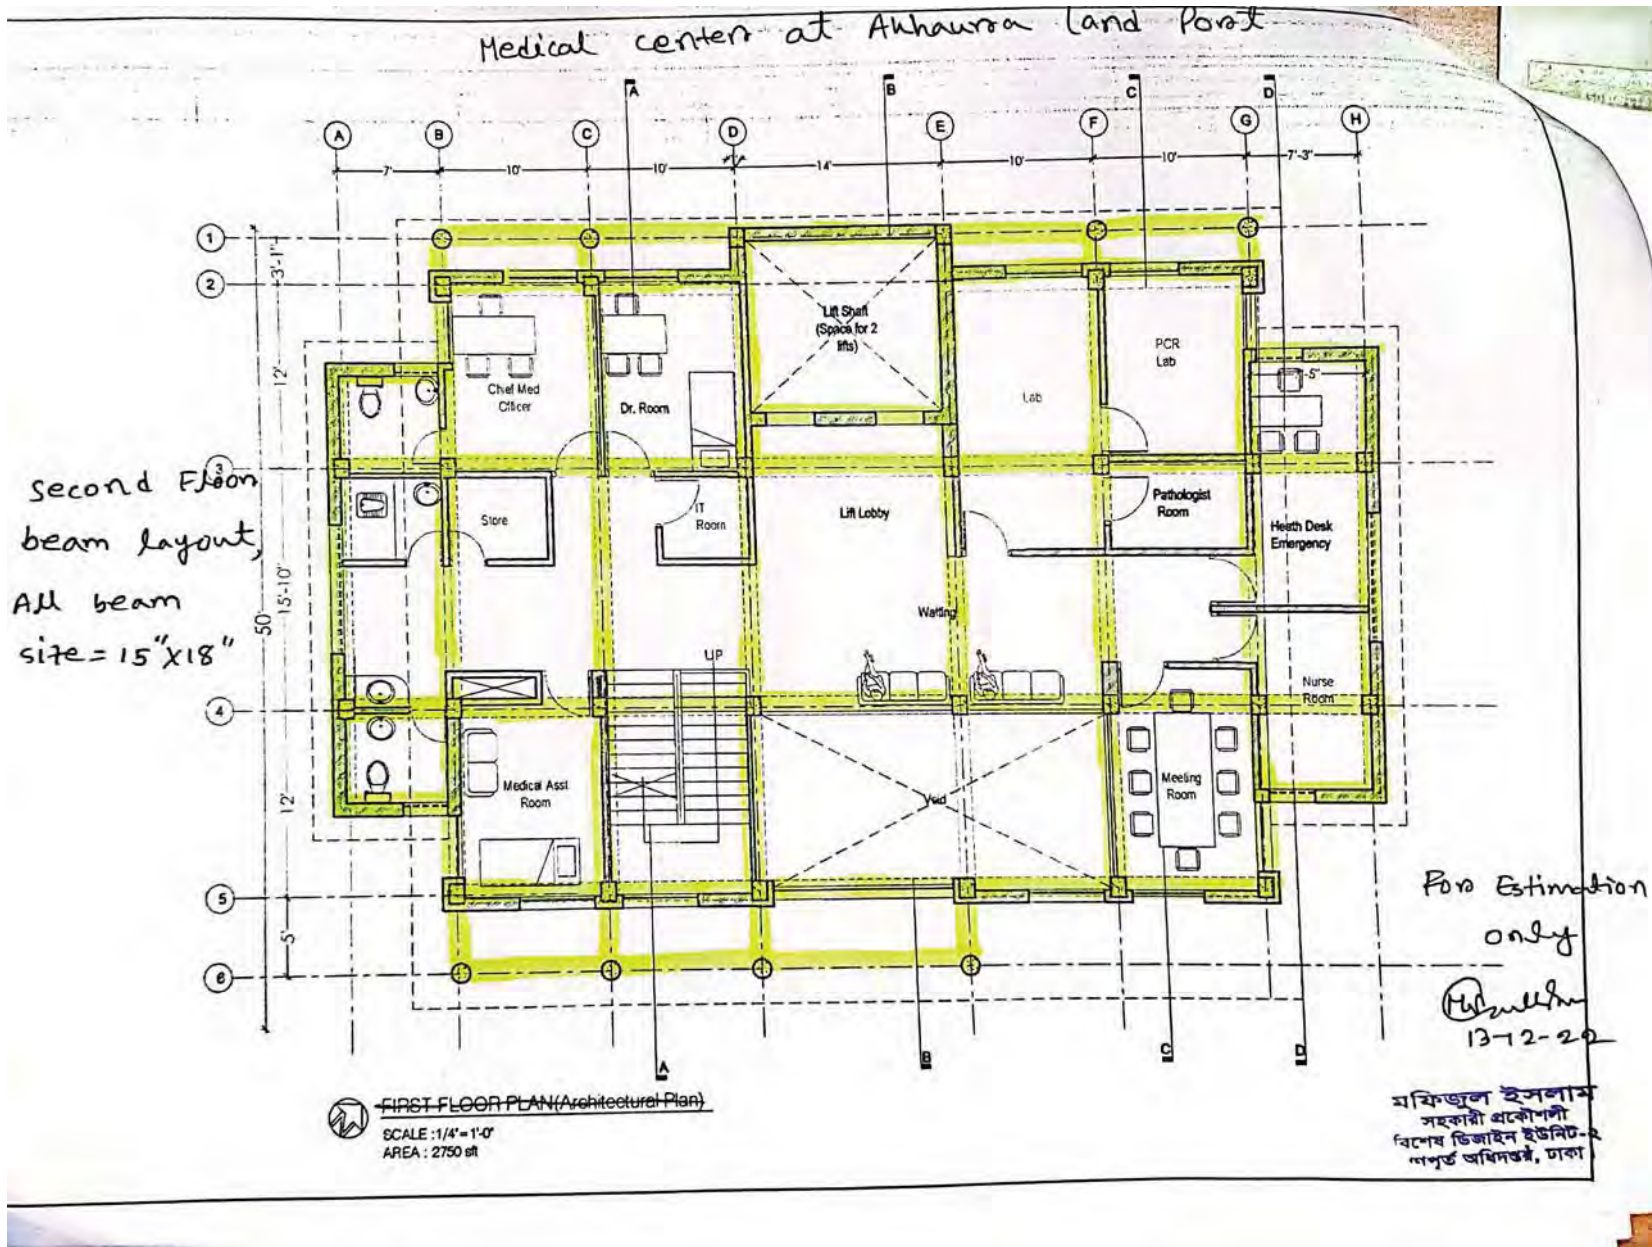 Medical center at Akhaura Land Port
A B C D
A B C D E F G H
7' 10' 10' 14' 10' 10' 7'-3"
1
2
3
4
5
6
3'-1"
12'
15'-10"
12'
5'
50'
Lift Shaft
(Space for 2
lifts)
PCR
Lab
Lab
Chef Med
Officer
Dr. Room
-5"
Second Floor
beam layout,
All beam
size = 15"X18"
Store
IT
Room
Lift Lobby
Pathologist
Room
Heath Desk
Emergency
Waiting
UP
Nurse
Room
Medical Asst
Room
Void
Meeting
Room
For Estimation
only
13-12-22
A B C D
FIRST FLOOR PLAN(Architectural Plan)
SCALE :1/4"=1'-0"
AREA : 2750 sft
মফিজুল ইসলাম
সহকারী প্রকৌশলী
বিশেষ ডিজাইন ইউনিট-২
অধিদপ্তর, ঢাকা